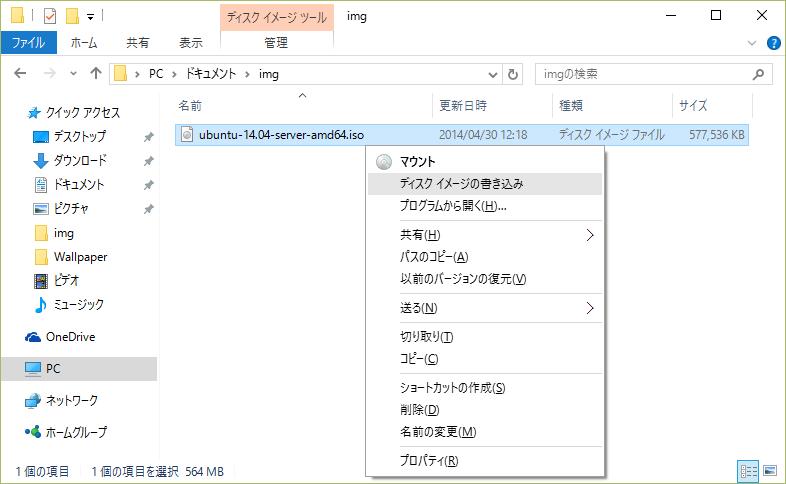 ディスク イメージ ツール img
ファイル ホーム 共有 表示 管理
PC ドキュメント img imgの検索
名前 更新日時 種類 サイズ
クイック アクセス
デスクトップ
ダウンロード
ドキュメント
ピクチャ
img
Wallpaper
ビデオ
ミュージック
OneDrive
PC
ネットワーク
ホームグループ
ubuntu-14.04-server-amd64.iso 2014/04/30 12:18 ディスク イメージ ファイル 577,536 KB
マウント
ディスク イメージの書き込み
プログラムから開く(H)...
共有(H)
パスのコピー(A)
以前のバージョンの復元(V)
送る(N)
切り取り(T)
コピー(C)
ショートカットの作成(S)
削除(D)
名前の変更(M)
プロパティ(R)
1 個の項目 1 個の項目を選択 564 MB